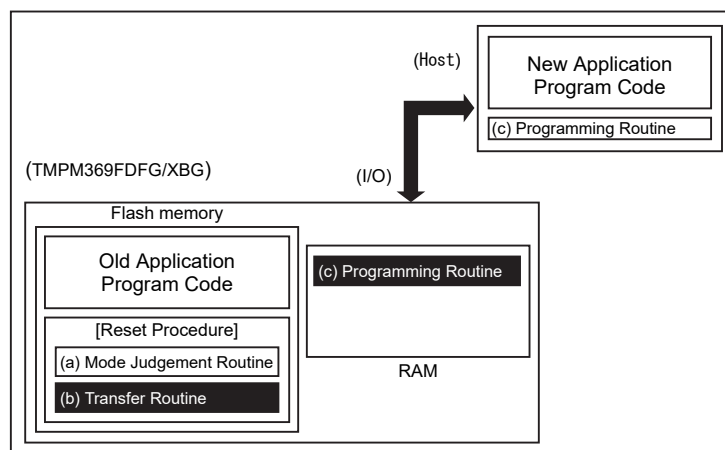 (Host)
New Application
Program Code
(c) Programming Routine
(TMPM369FDFG/XBG)
(I/O)
Flash memory
Old Application
Program Code
[Reset Procedure]
(a) Mode Judgement Routine
(b) Transfer Routine
(c) Programming Routine
RAM